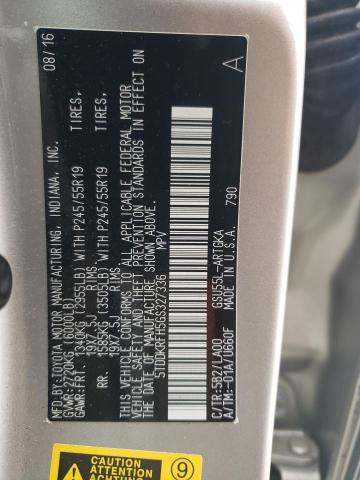 MFD. BY: TOYOTA MOTOR MANUFACTURING, INDIANA, INC. 08/16
GVWR: 2720KG (6000LB)
GAWR: FRT. 1340KG (2955LB) WITH P245/55R19 TIRES,
19X7.5J RIMS.
RR. 1585KG (3505LB) WITH P245/55R19 TIRES,
19X7.5J RIMS.
THIS VEHICLE CONFORMS TO ALL APPLICABLE FEDERAL MOTOR
VEHICLE SAFETY AND THEFT PREVENTION STANDARDS IN EFFECT ON
THE DATE OF MANUFACTURE SHOWN ABOVE.
5TDDKRFH5GS327336 MPV
A
C/TR:5B2/LA00 GSU55L-ARTGKA
A/TM:-01A/U660F MADE IN U.S.A. 790
CAUTION
ATTENTION
9